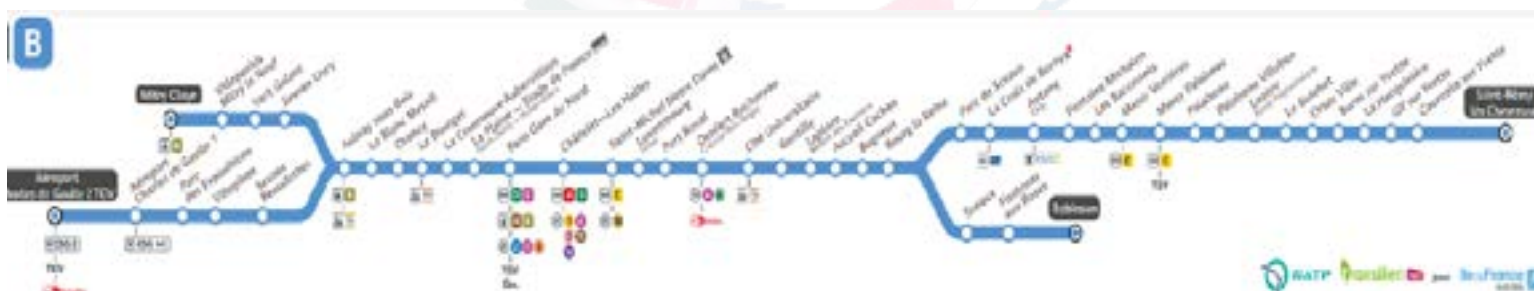 B
Mitry Claye
Villeparisis
Mitry le Neuf
Vert Galant
Sevran Livry
Aéroport
Charles de Gaulle 2 TGV
Aéroport
Charles de Gaulle 1
Parc
des Expositions
Villepinte
Sevran
Beaudottes
Aulnay sous Bois
Le Blanc Mesnil
Drancy
Le Bourget
La Courneuve Aubervilliers
La Plaine Stade de France
Paris Gare du Nord
Châtelet—Les Halles
Saint-Michel Notre Dame
Luxembourg
Port Royal
Denfert Rochereau
Cité Universitaire
Gentilly
Laplace
Arcueil Cachan
Bagneux
Bourg la Reine
Parc de Sceaux
La Croix de Berny
Antony
Fontaine Michalon
Les Baconnets
Massy Verrières
Massy Palaiseau
Palaiseau
Palaiseau Villebon
Lozère
Le Guichet
Orsay Ville
Bures sur Yvette
La Hacquinière
Gif sur Yvette
Courcelle sur Yvette
Saint-Rémy
Lès Chevreuse
Sceaux
Fontenay
aux Roses
Robinson
TGV
TGV
TGV
RATP
Transilien
pour
île de France